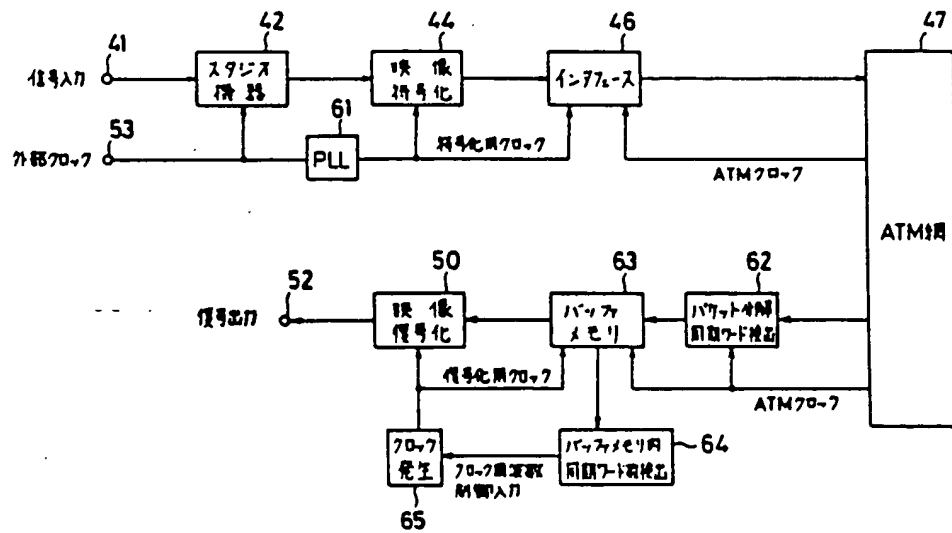 41
信号入力
42
スタジオ
機器
44
映像
符号化
46
インタフェース
47
ATM網
53
外部クロック
61
PLL
符号化用クロック
ATMクロック
52
信号出力
50
映像
復号化
63
バッファ
メモリ
62
パケット分解
同期ワード検出
復号化用クロック
ATMクロック
クロック
発生
65
クロック周波数
制御入力
バッファメモリ内
同期ワード数検出
64